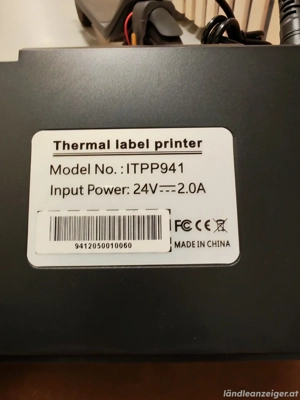 Thermal label printer
Model No.:ITPP941
Input Power: 24V⎓2.0A
9412050010060
FC CE
MADE IN CHINA
ländleanzeiger.at